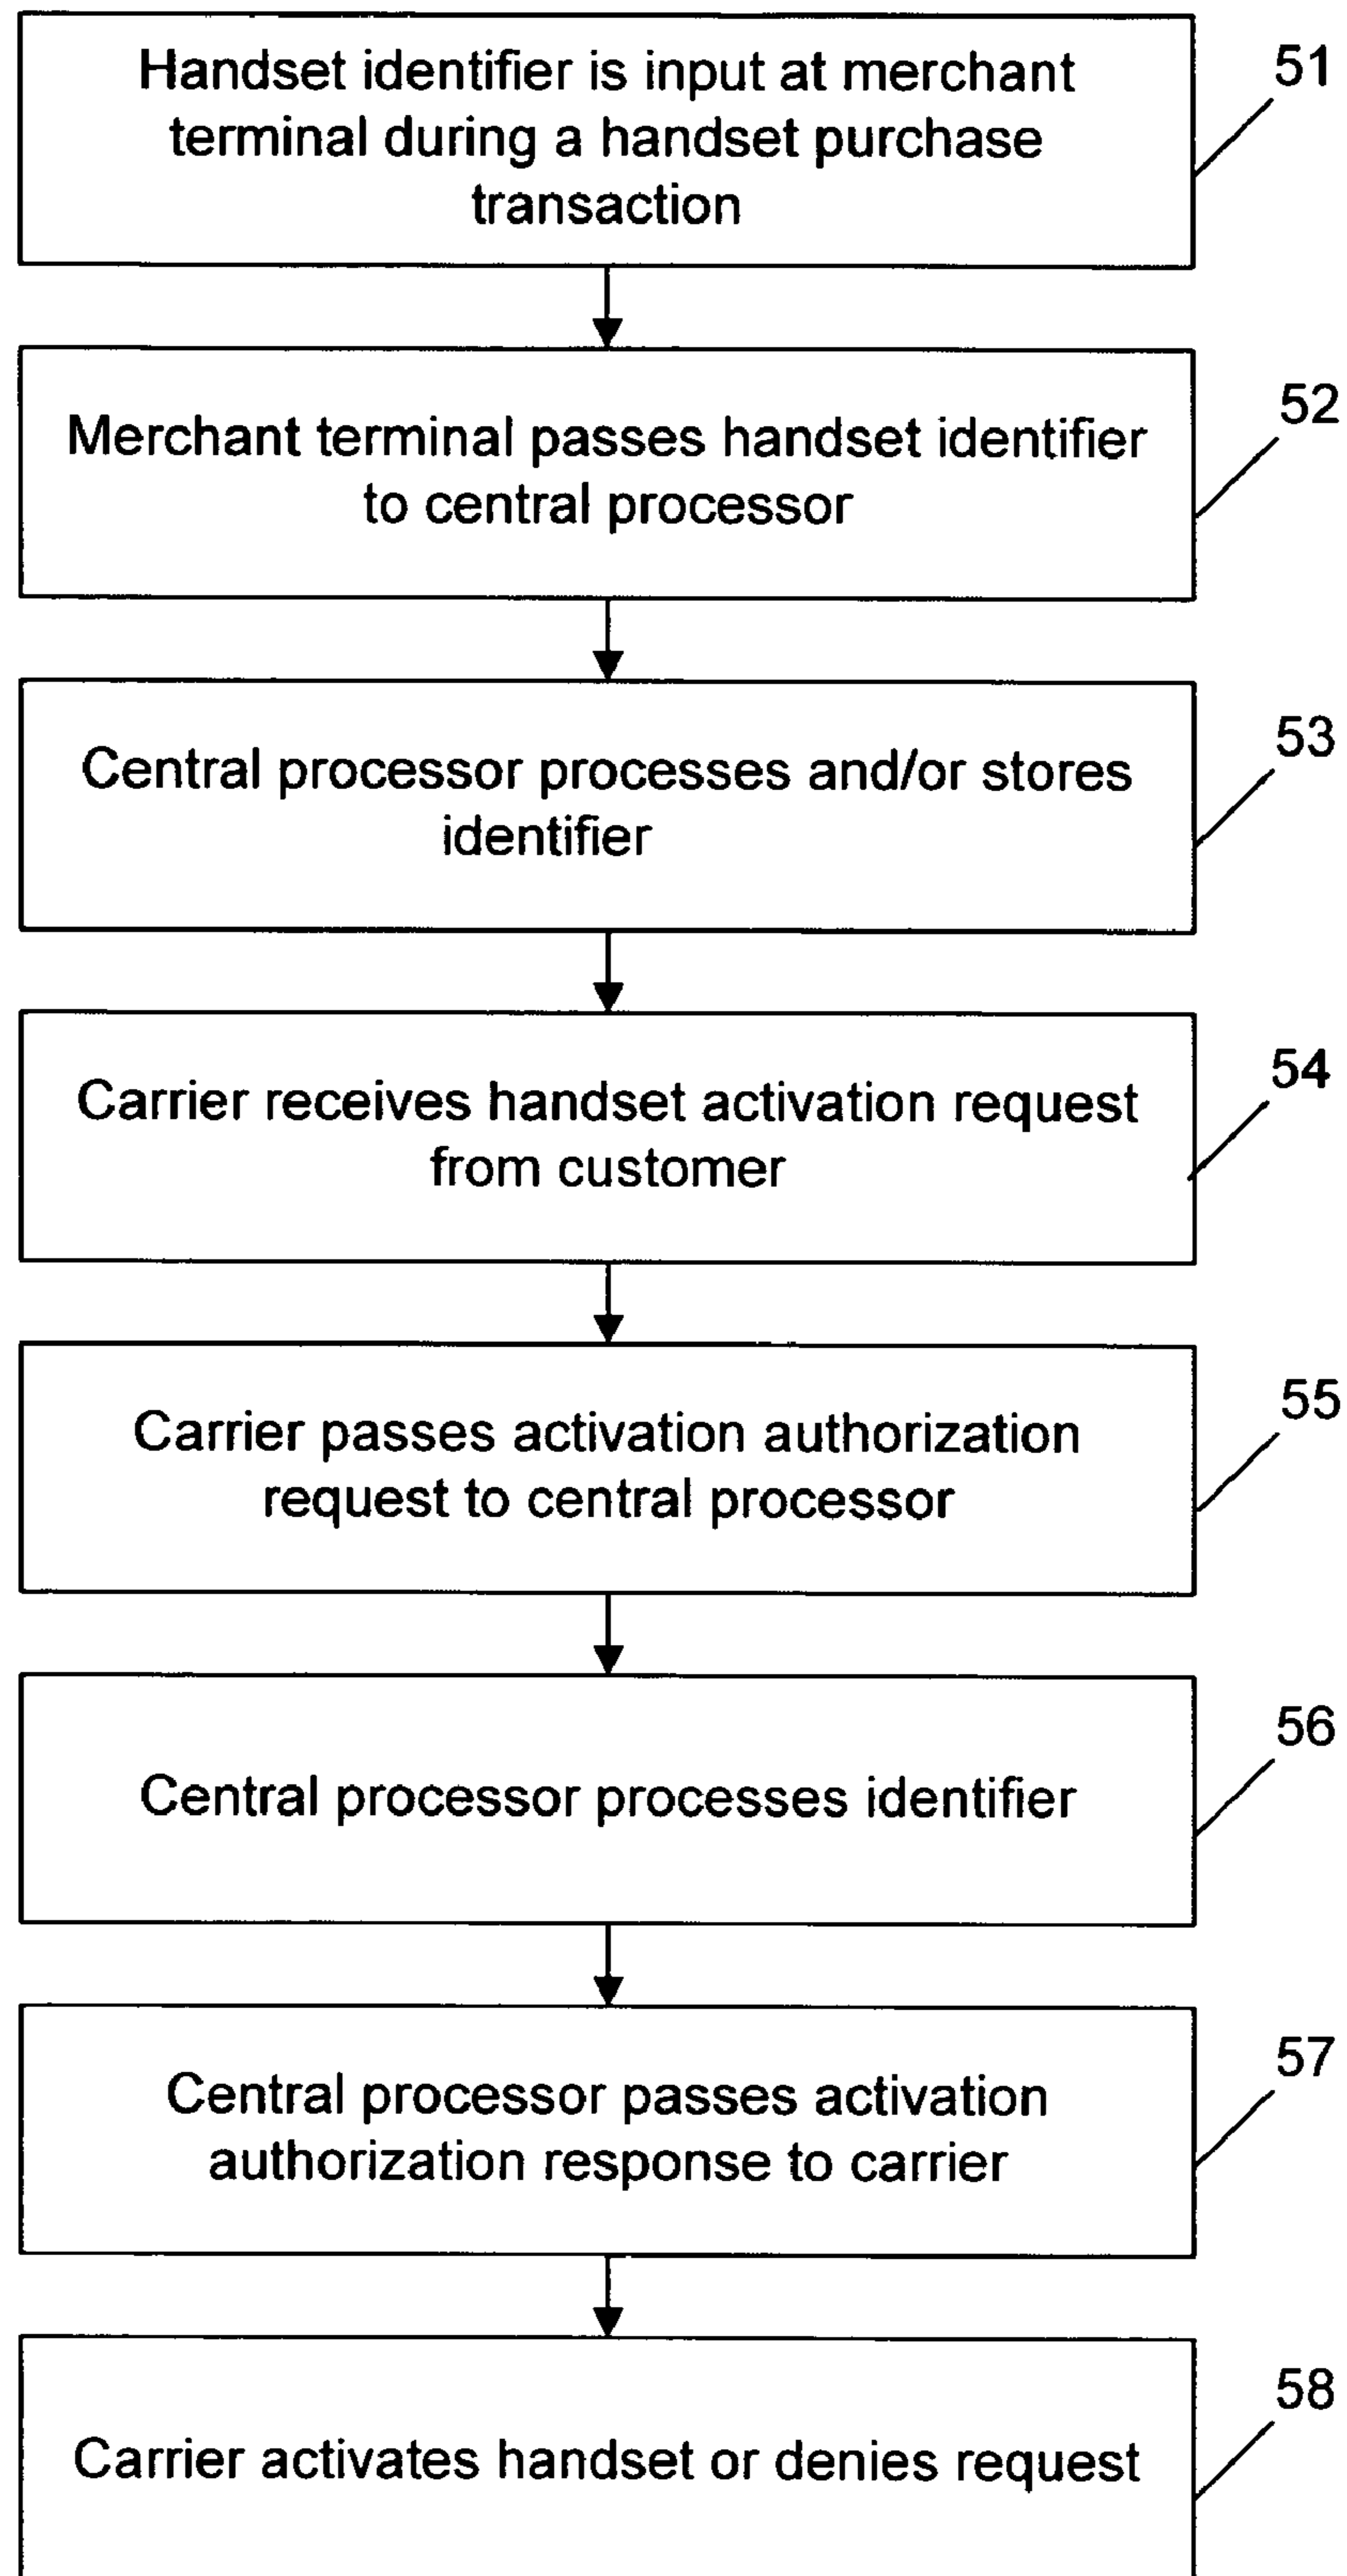 Handset identifier is input at merchant
terminal during a handset purchase
transaction
51
Merchant terminal passes handset identifier
to central processor
52
Central processor processes and/or stores
identifier
53
Carrier receives handset activation request
from customer
54
Carrier passes activation authorization
request to central processor
55
Central processor processes identifier
56
Central processor passes activation
authorization response to carrier
57
Carrier activates handset or denies request
58